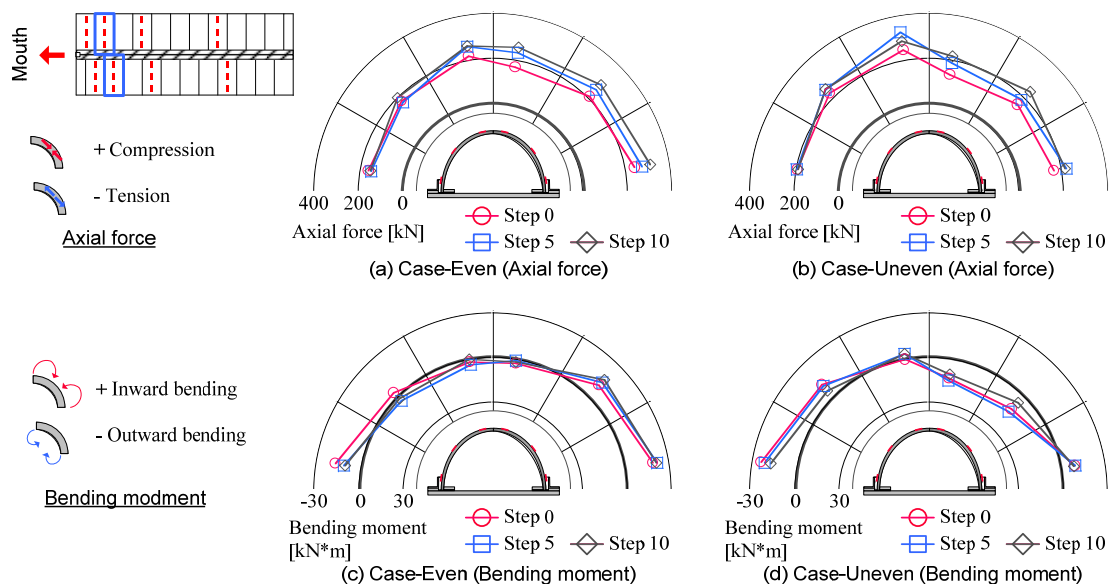 Mouth
+ Compression
- Tension
Axial force
400 200 0
Axial force [kN]
Step 0
Step 5
Step 10
(a) Case-Even (Axial force)
400 200 0
Axial force [kN]
Step 0
Step 5
Step 10
(b) Case-Uneven (Axial force)
+ Inward bending
- Outward bending
Bending modment
-30 0 30
Bending moment
[kN*m]
Step 0
Step 5
Step 10
(c) Case-Even (Bending moment)
-30 0 30
Bending moment
[kN*m]
Step 0
Step 5
Step 10
(d) Case-Uneven (Bending moment)